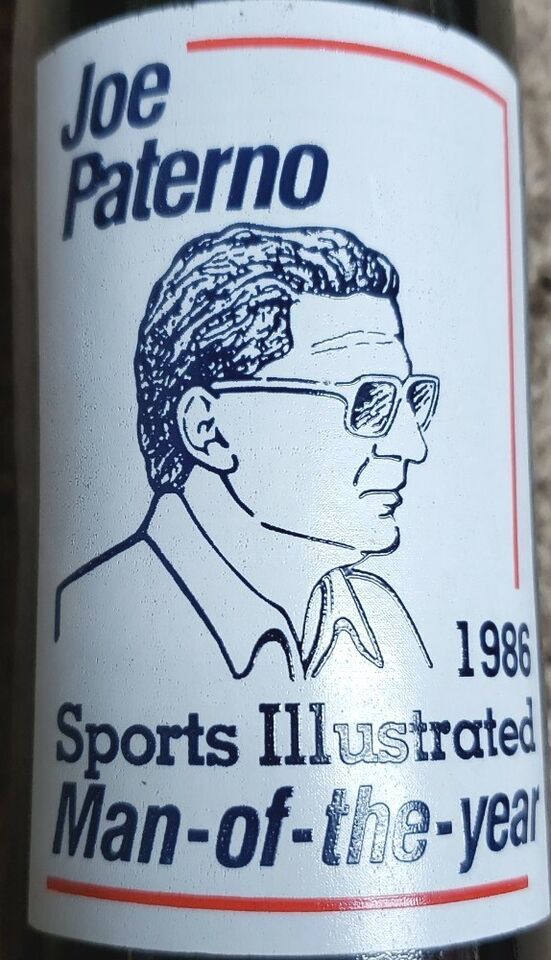 Joe
Paterno
1986
Sports Illustrated
Man-of-the-year